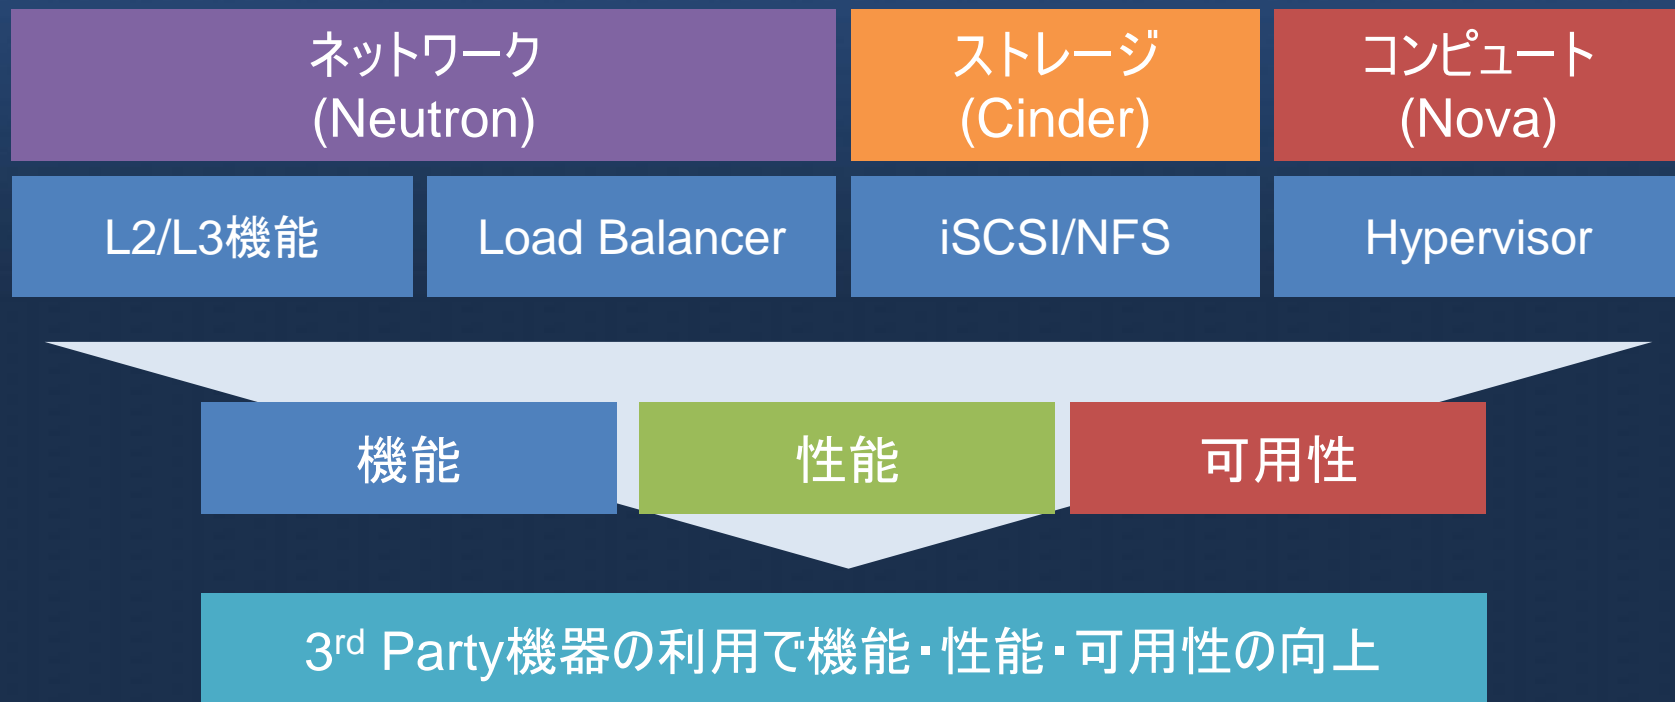 ネットワーク
(Neutron)
ストレージ
(Cinder)
コンピュート
(Nova)
L2/L3機能
Load Balancer
iSCSI/NFS
Hypervisor
機能
性能
可用性
3rd Party機器の利用で機能・性能・可用性の向上